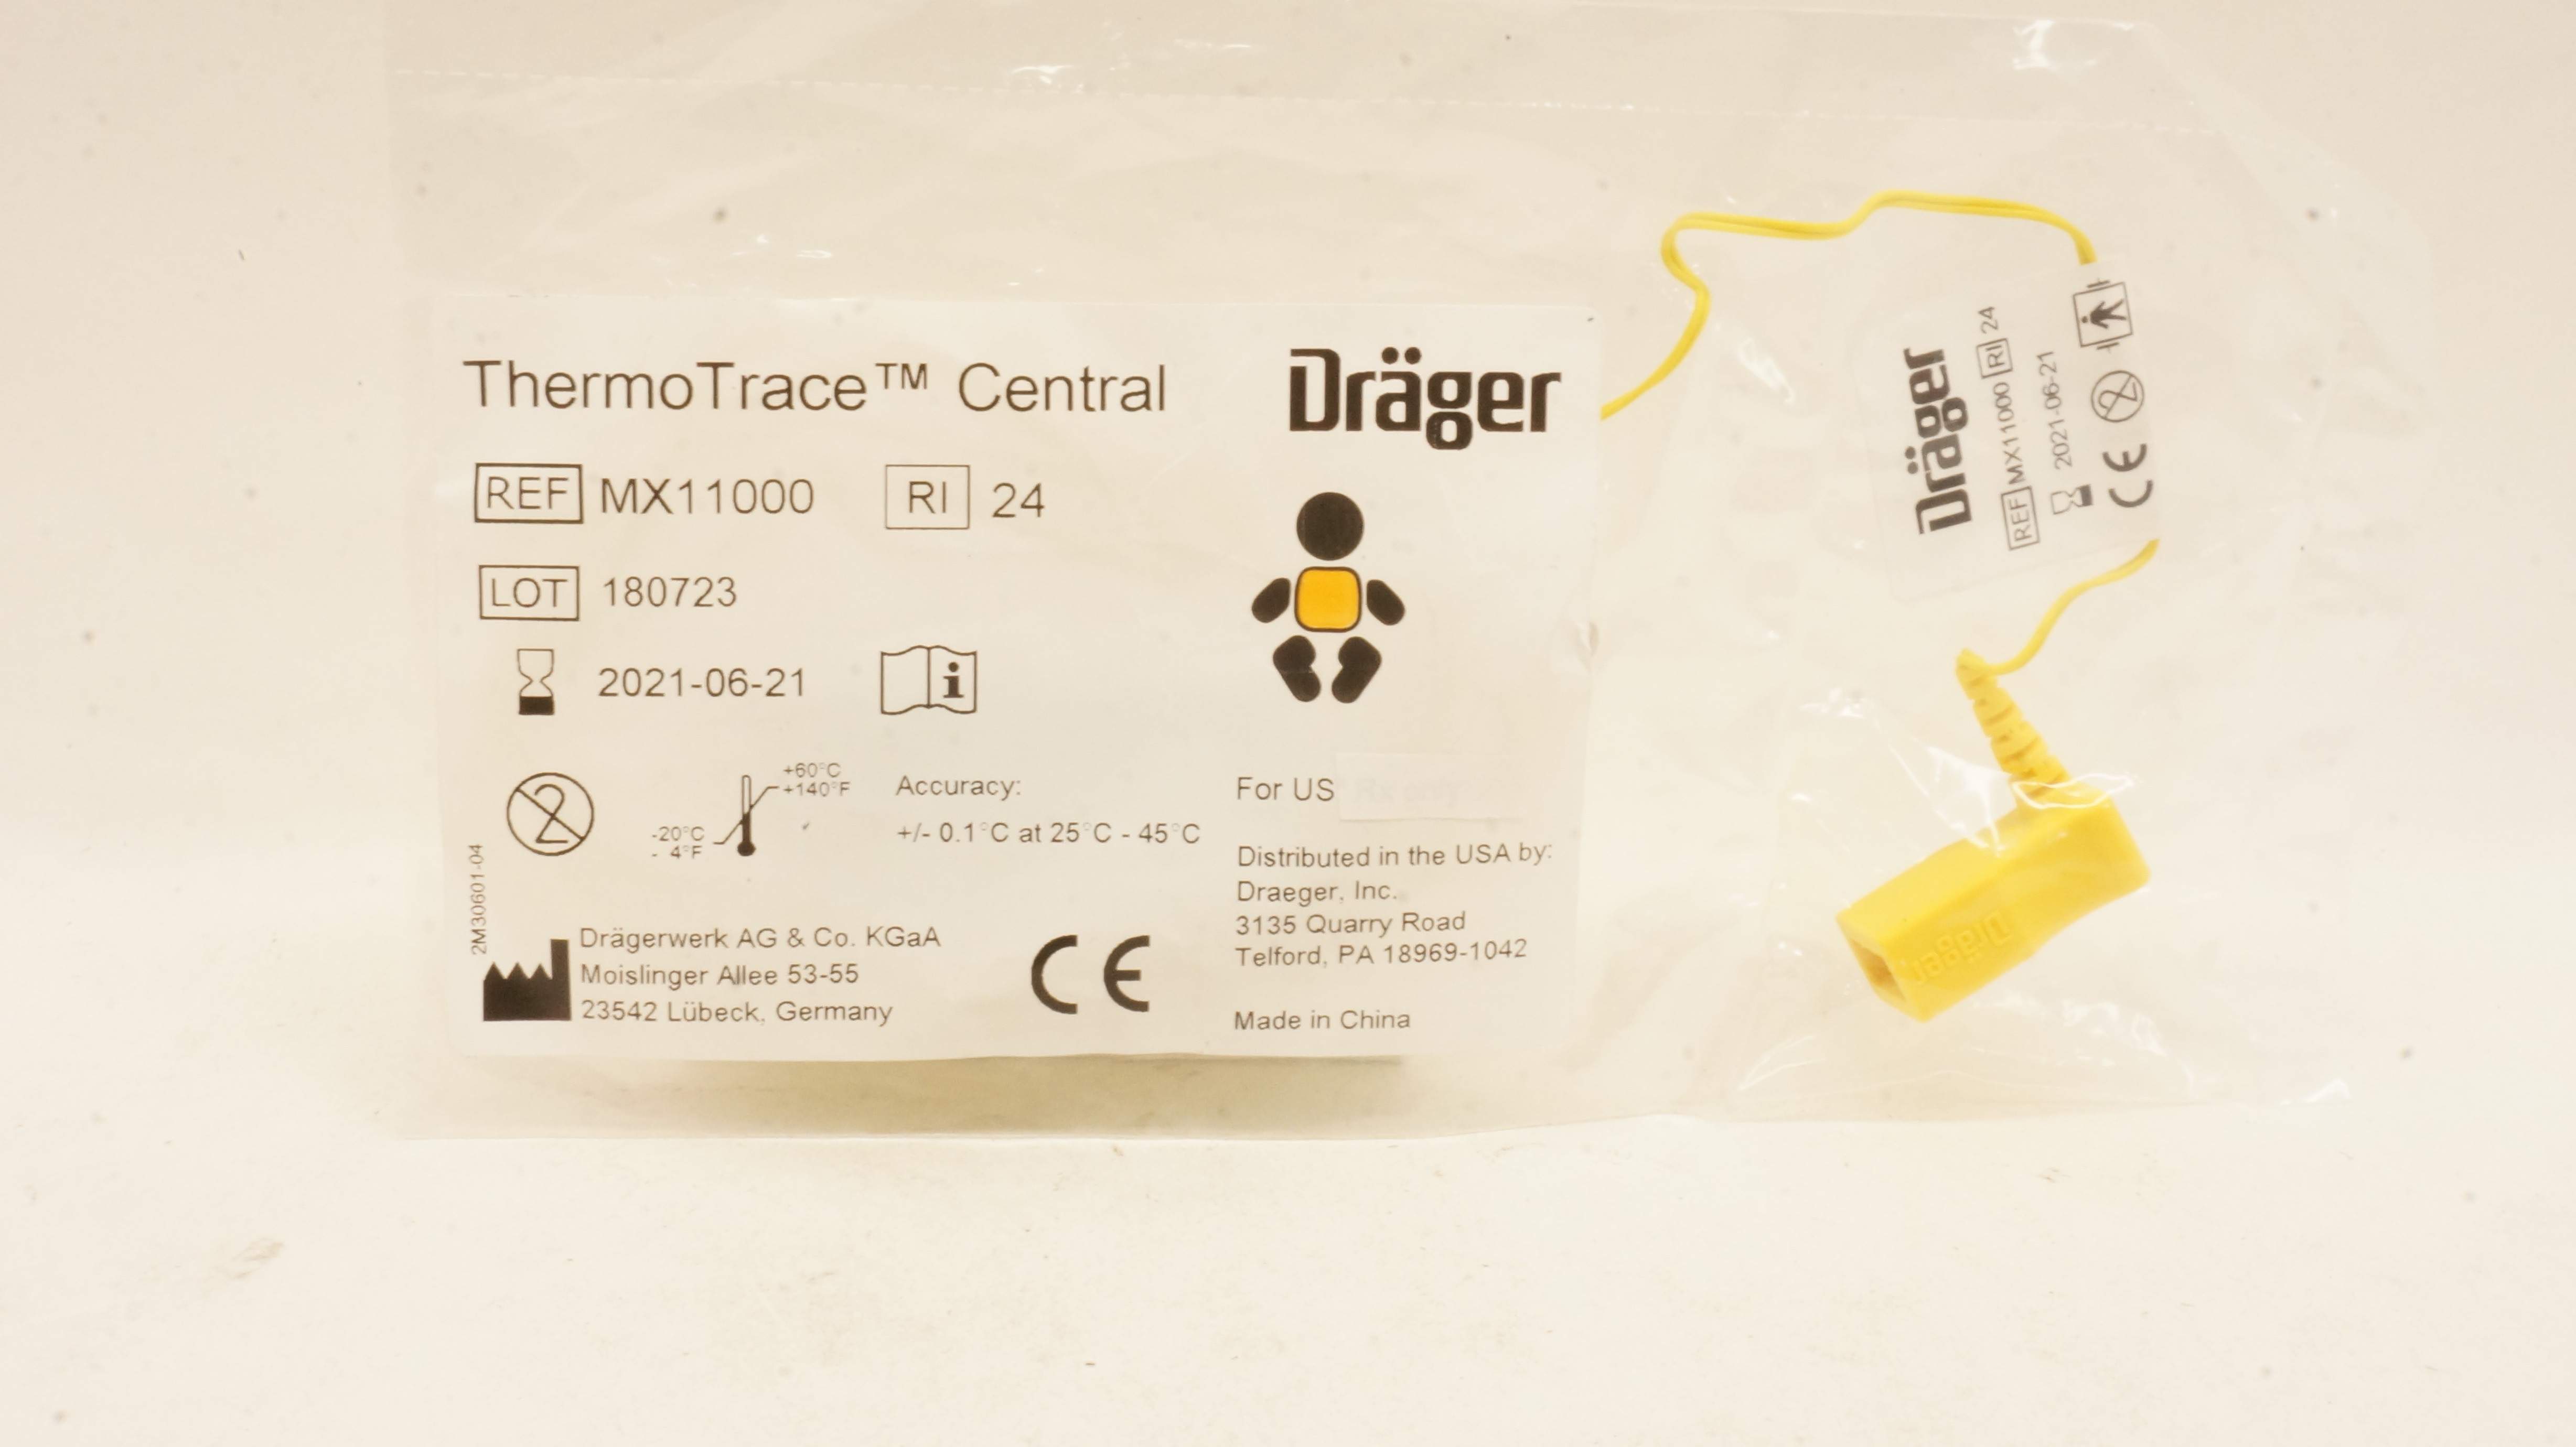 ThermoTrace™ Central
Dräger
REF MX11000 RI 24
LOT 180723
2021-06-21
+60°C
+140°F
-20°C
- 4°F
Accuracy:
+/- 0.1°C at 25°C - 45°C
2M30601-04
Drägerwerk AG & Co. KGaA
Moislinger Allee 53-55
23542 Lübeck, Germany
CE
For US
Distributed in the USA by:
Draeger, Inc.
3135 Quarry Road
Telford, PA 18969-1042
Made in China
Dräger
REF MX11000 RI 24
2021-06-21
CE
Dräger